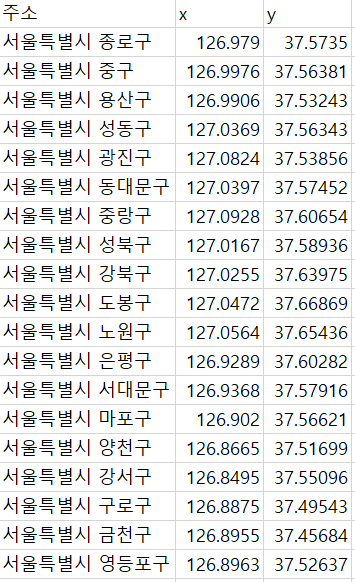 주소 x y
서울특별시 종로구 126.979 37.5735
서울특별시 중구 126.9976 37.56381
서울특별시 용산구 126.9906 37.53243
서울특별시 성동구 127.0369 37.56343
서울특별시 광진구 127.0824 37.53856
서울특별시 동대문구 127.0397 37.57452
서울특별시 중랑구 127.0928 37.60654
서울특별시 성북구 127.0167 37.58936
서울특별시 강북구 127.0255 37.63975
서울특별시 도봉구 127.0472 37.66869
서울특별시 노원구 127.0564 37.65436
서울특별시 은평구 126.9289 37.60282
서울특별시 서대문구 126.9368 37.57916
서울특별시 마포구 126.902 37.56621
서울특별시 양천구 126.8665 37.51699
서울특별시 강서구 126.8495 37.55096
서울특별시 구로구 126.8875 37.49543
서울특별시 금천구 126.8955 37.45684
서울특별시 영등포구 126.8963 37.52637